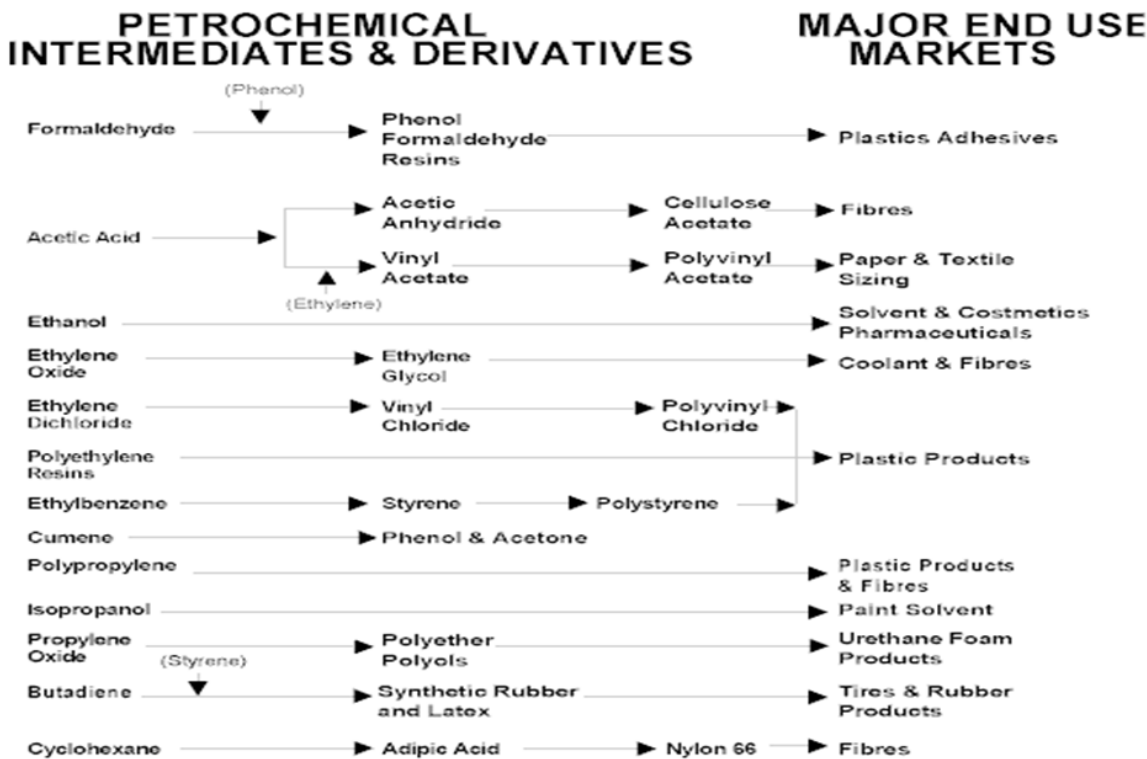 PETROCHEMICAL
INTERMEDIATES & DERIVATIVES
MAJOR END USE
MARKETS
(Phenol)
Formaldehyde
Phenol
Formaldehyde
Resins
Plastics Adhesives
Acetic Acid
Acetic
Anhydride
Cellulose
Acetate
Fibres
Vinyl
Acetate
Polyvinyl
Acetate
Paper & Textile
Sizing
(Ethylene)
Ethanol
Solvent & Costmetics
Pharmaceuticals
Ethylene
Oxide
Ethylene
Glycol
Coolant & Fibres
Ethylene
Dichloride
Vinyl
Chloride
Polyvinyl
Chloride
Polyethylene
Resins
Plastic Products
Ethylbenzene
Styrene
Polystyrene
Cumene
Phenol & Acetone
Polypropylene
Plastic Products
& Fibres
Isopropanol
Paint Solvent
Propylene
Oxide
Polyether
Polyols
Urethane Foam
Products
(Styrene)
Butadiene
Synthetic Rubber
and Latex
Tires & Rubber
Products
Cyclohexane
Adipic Acid
Nylon 66
Fibres